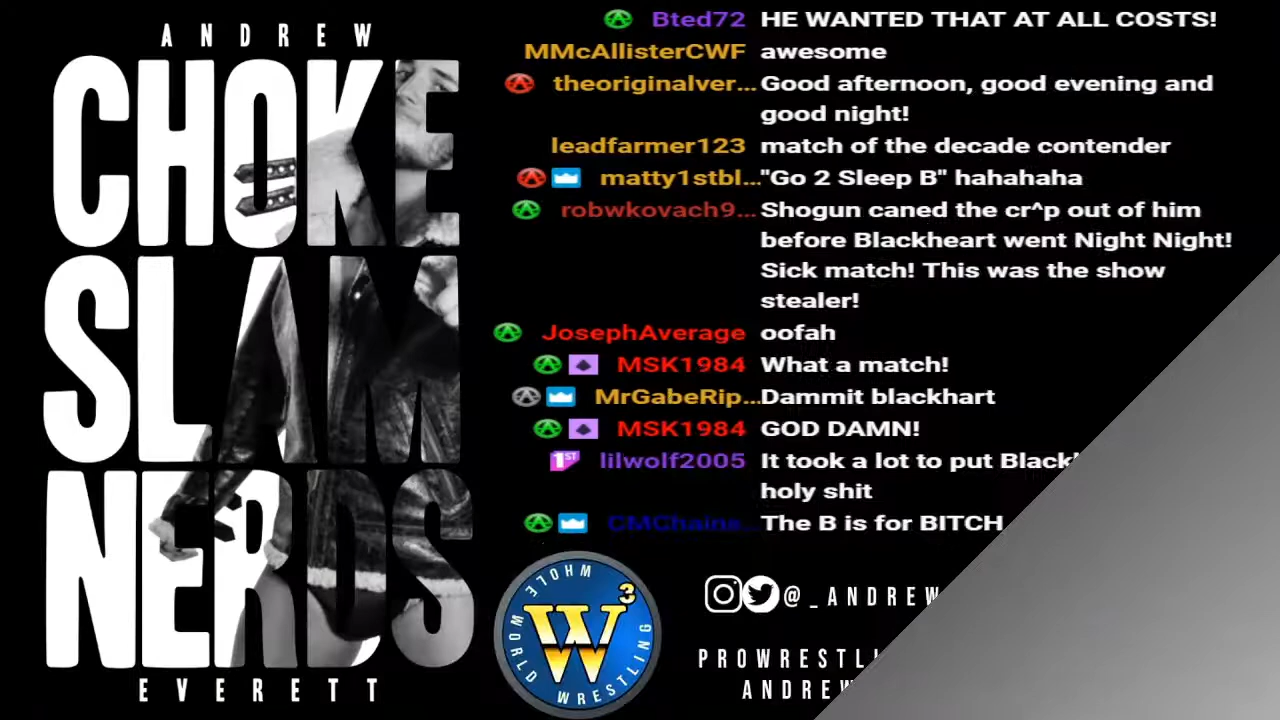 ANDREW
CHOKE
SLAM
NERDS
EVERETT
Bted72 HE WANTED THAT AT ALL COSTS!
MMcAllisterCWF awesome
theoriginalver... Good afternoon, good evening and
good night!
leadfarmer123 match of the decade contender
matty1stbl... "Go 2 Sleep B" hahahaha
robwkovach9... Shogun caned the cr^p out of him
before Blackheart went Night Night!
Sick match! This was the show
stealer!
JosephAverage oofah
MSK1984 What a match!
MrGabeRip... Dammit blackhart
MSK1984 GOD DAMN!
1ST lilwolf2005 It took a lot to put Black'
holy shit
CMChaine... The B is for BITCH
WHOLE
W3
WORLD WRESTLING
@_ANDREW
PROWRESTLI
ANDREW